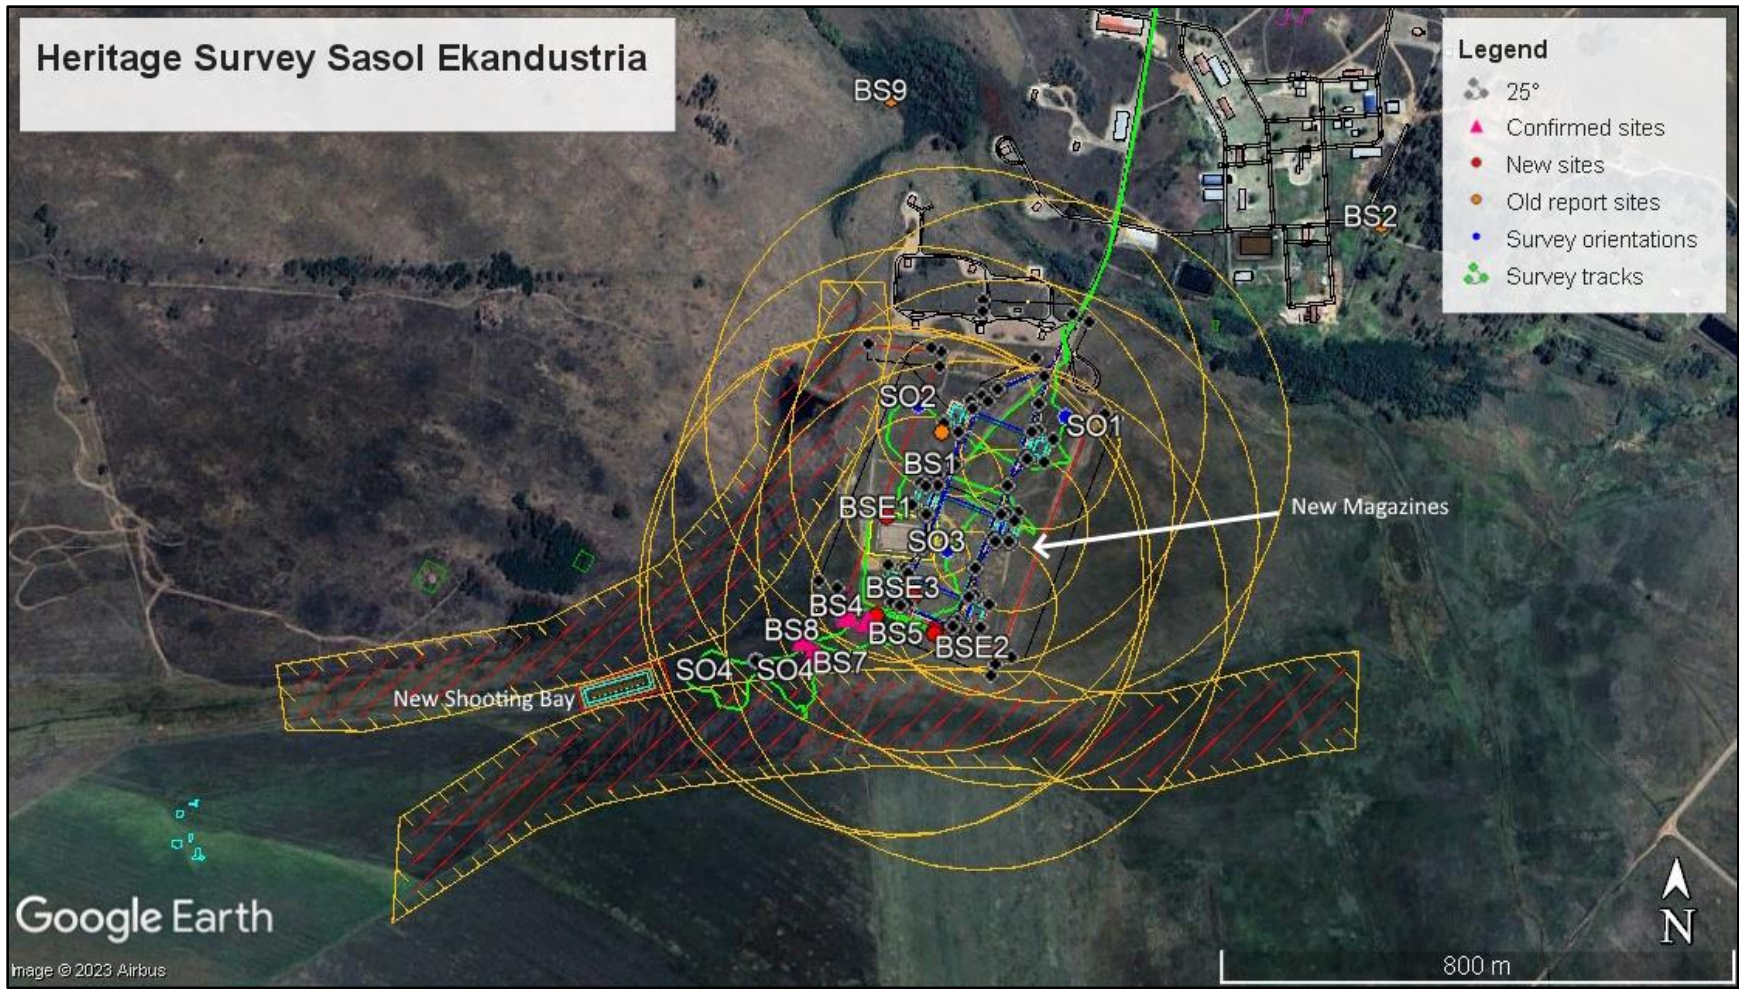 Heritage Survey Sasol Ekandustria
Legend
25°
Confirmed sites
New sites
Old report sites
Survey orientations
Survey tracks
BS9
BS2
SO2
SO1
BS1
BSE1
New Magazines
SO3
BSE3
BS4
BS8
BS5
BSE2
BS7
SO4
SO4
New Shooting Bay
Google Earth
N
Image © 2023 Airbus
800 m